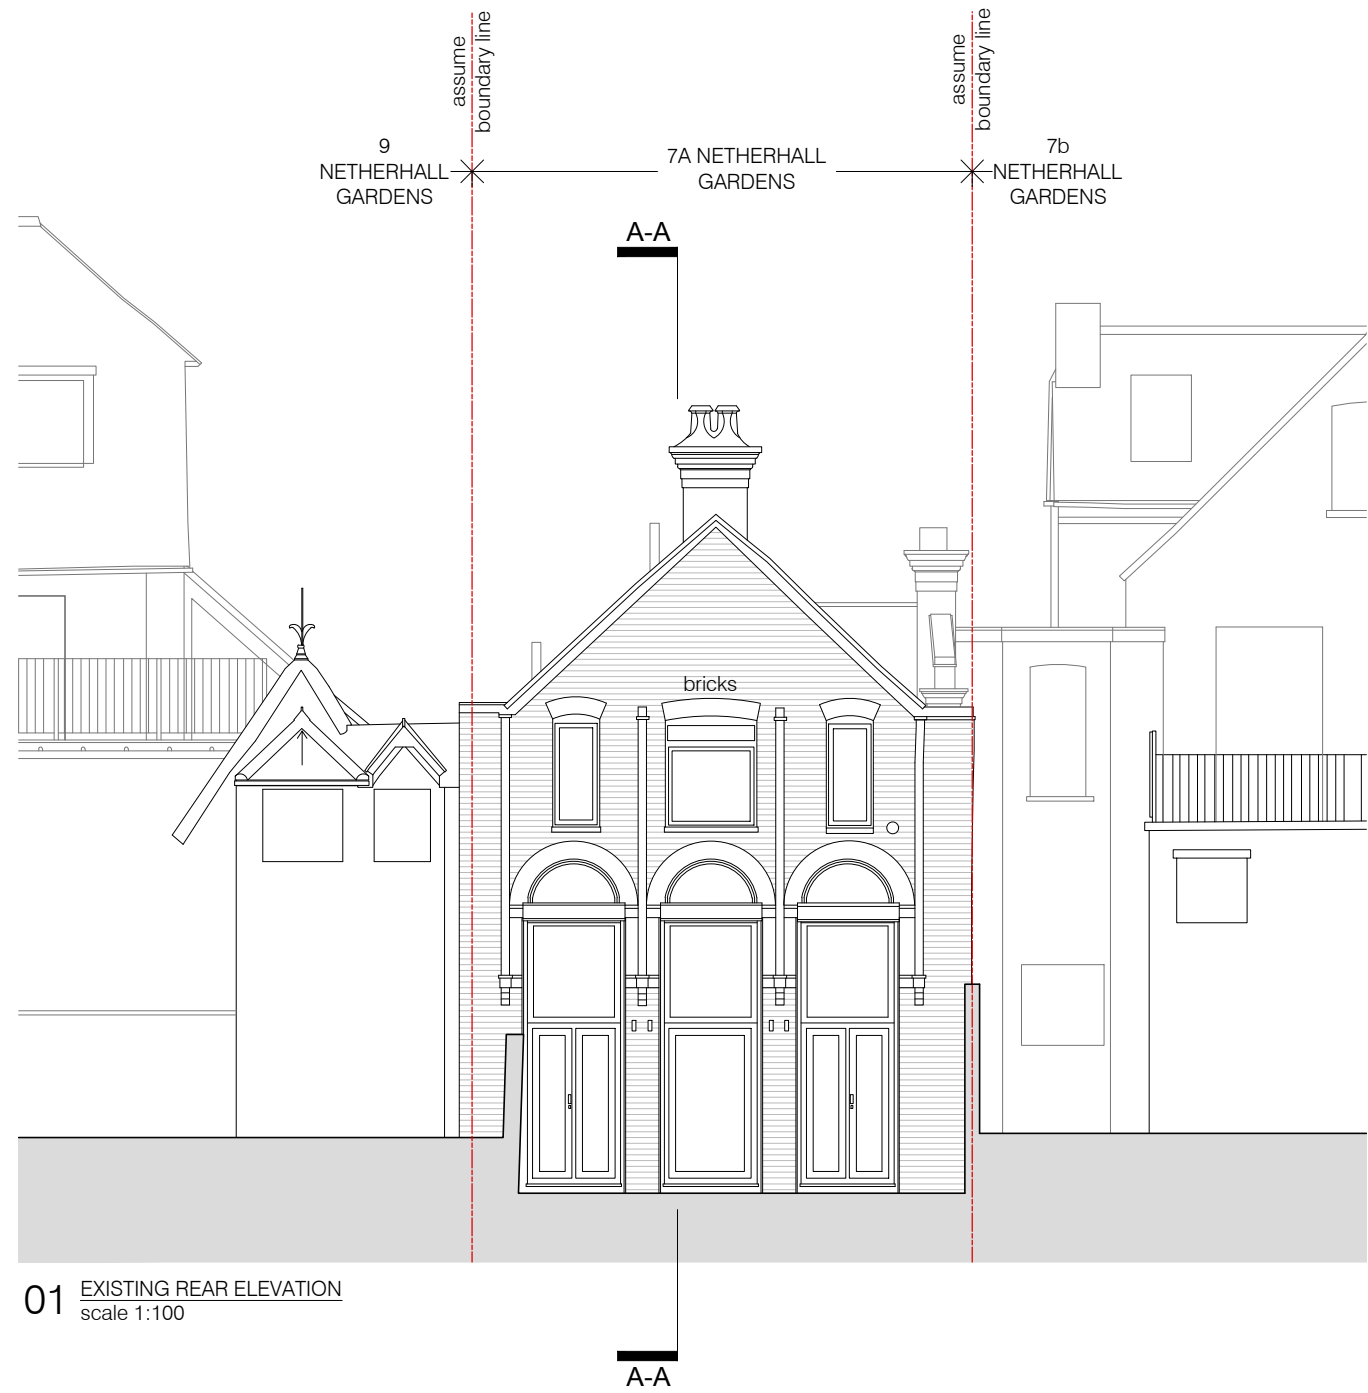 assume
boundary line
assume
boundary line
9
NETHERHALL
GARDENS
7A NETHERHALL
GARDENS
7b
NETHERHALL
GARDENS
A-A
bricks
01 EXISTING REAR ELEVATION
scale 1:100
A-A